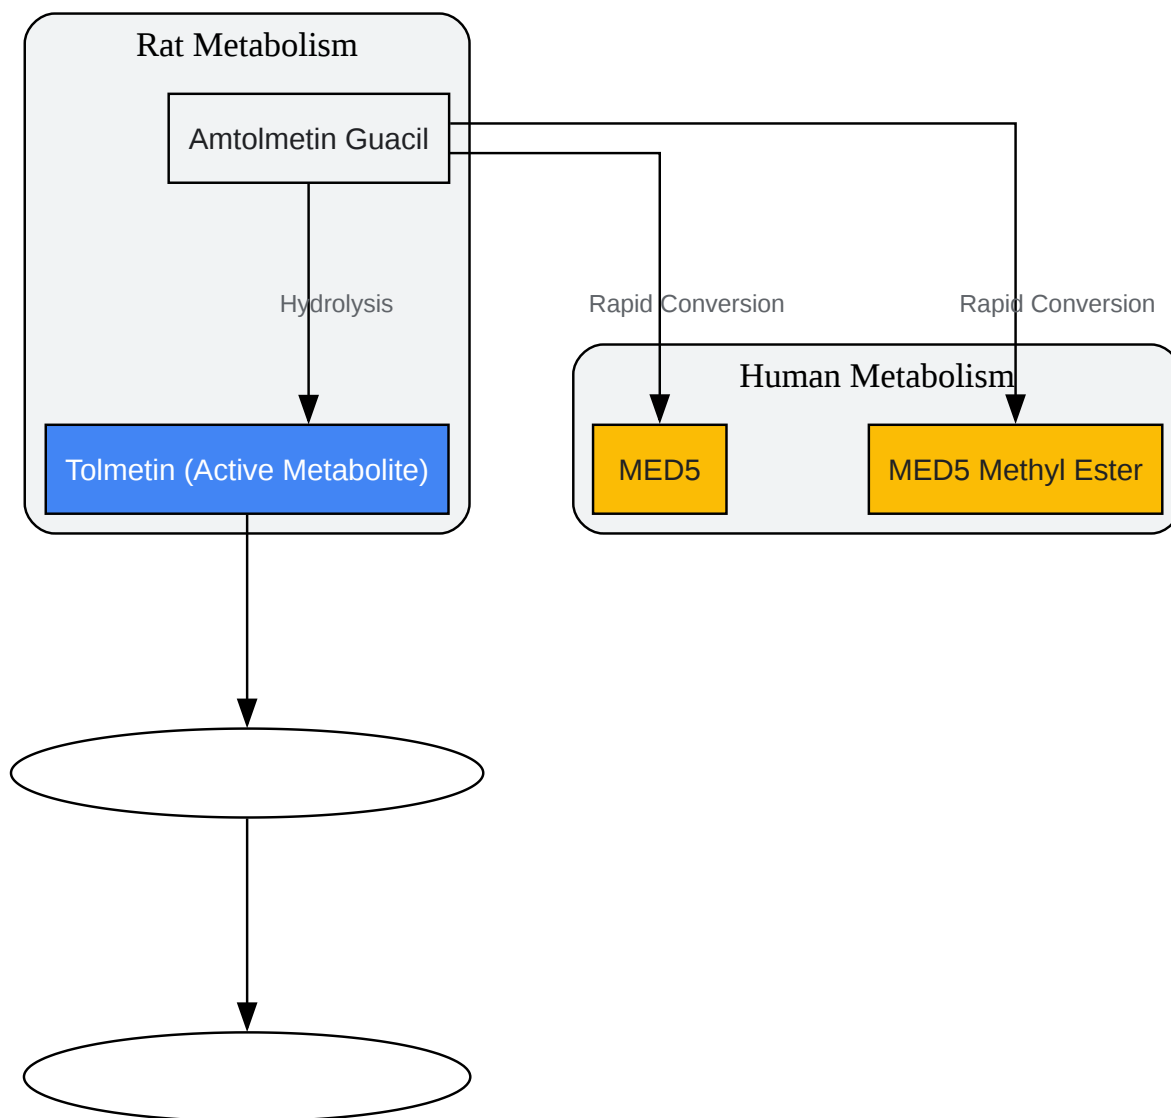 Rat Metabolism
Amtolmetin Guacil
Hydrolysis
Rapid Conversion
Rapid Conversion
Human Metabolism
Tolmetin (Active Metabolite)
MED5
MED5 Methyl Ester